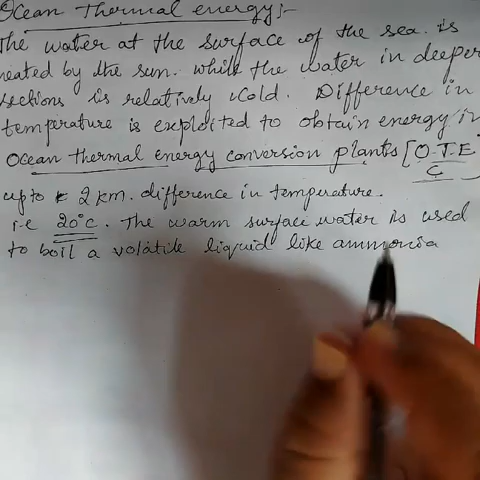 Ocean Thermal energy:-
The water at the surface of the sea is
heated by the sun. while the water in deeper
sections is relatively cold. Difference in
temperature is exploited to obtain energy in
Ocean thermal energy conversion plants [O.T.E
C
upto 2 km. difference in temperature.
i.e 20°c. The warm surface water is used
to boil a volatile liquid like ammonia